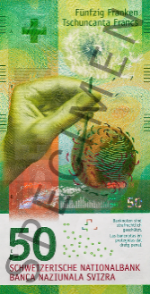 Fünfzig Franken
Tschuncanta Francs
SPECIMEN
50
50
SCHWEIZERISCHE NATIONALBANK
BANCA NAZIUNALA SVIZRA